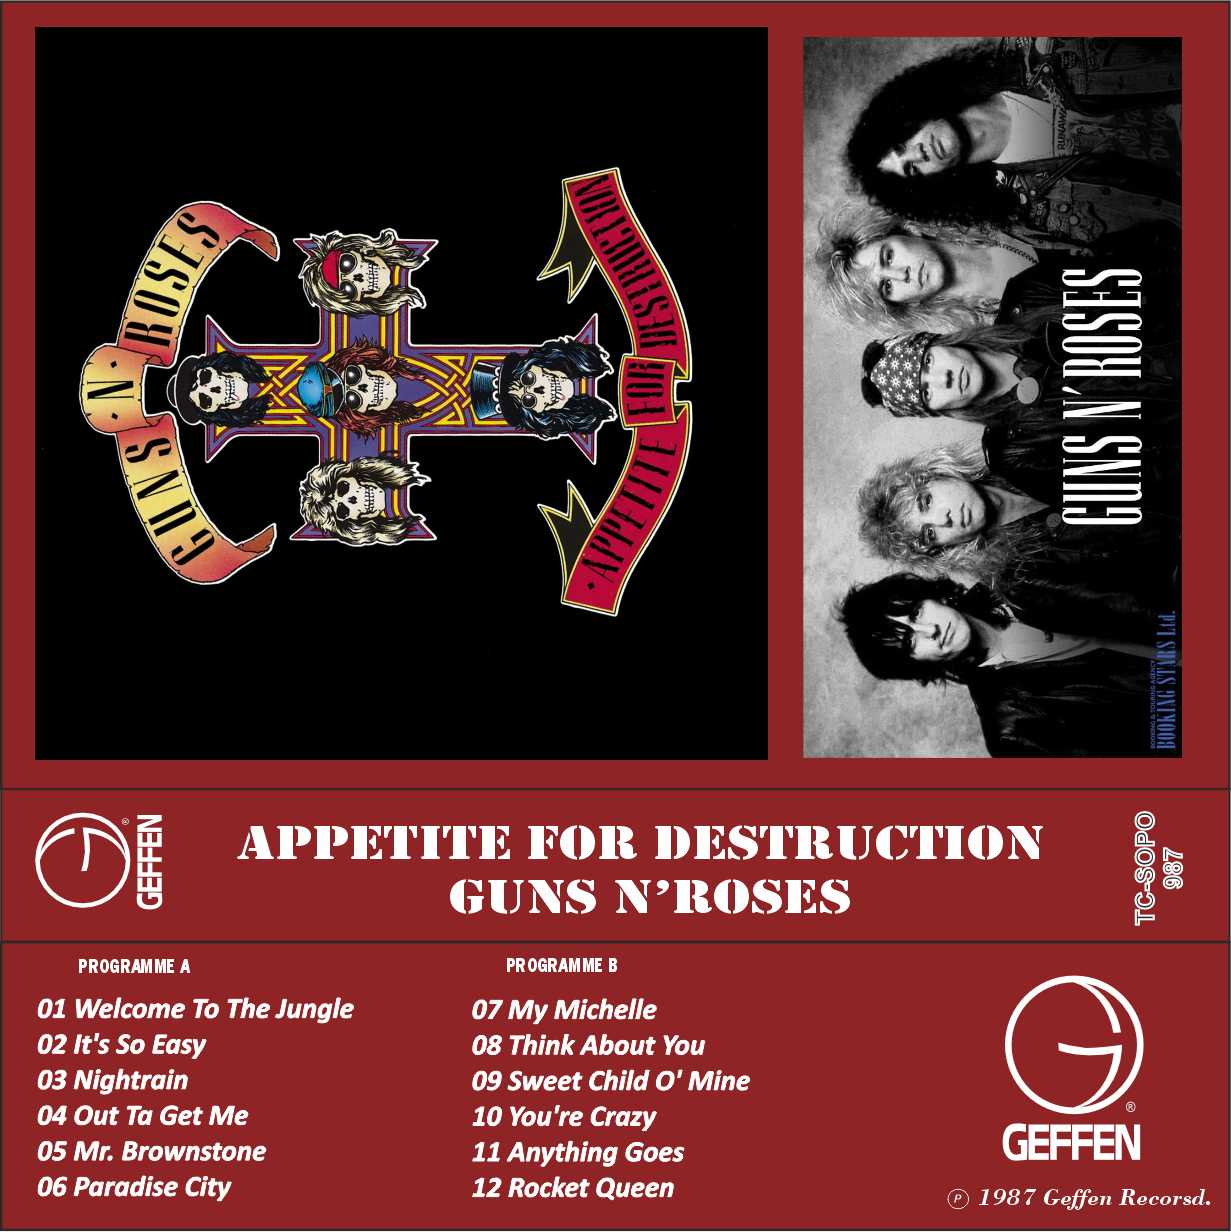 GUNS ·N· ROSES
·APPETITE FOR DESTRUCTION
GUNS N' ROSES
BOOKING & TOURING AGENCY
BOOKING STARS Ltd.
GEFFEN ®
APPETITE FOR DESTRUCTION
GUNS N’ROSES
TC-SOPO
987
PROGRAMME A
01 Welcome To The Jungle
02 It's So Easy
03 Nightrain
04 Out Ta Get Me
05 Mr. Brownstone
06 Paradise City
PROGRAMME B
07 My Michelle
08 Think About You
09 Sweet Child O' Mine
10 You're Crazy
11 Anything Goes
12 Rocket Queen
®
GEFFEN
℗ 1987 Geffen Recorsd.